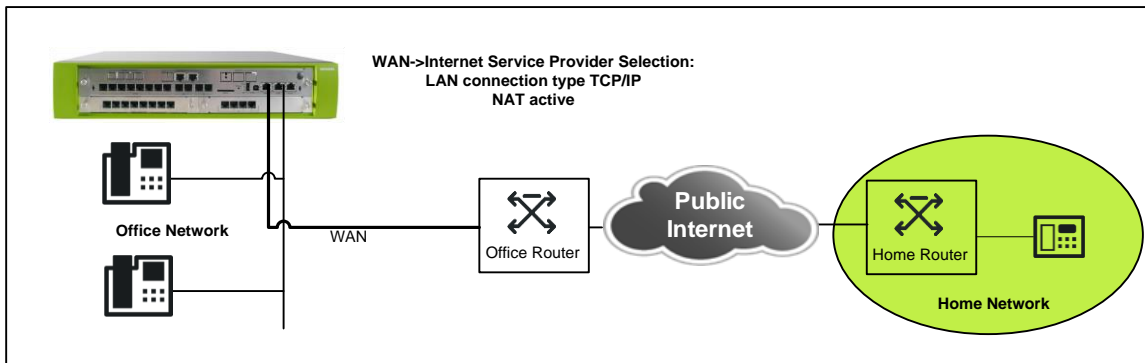 WAN->Internet Service Provider Selection:
LAN connection type TCP/IP
NAT active
Office Network
WAN
Office Router
Public
Internet
Home Router
Home Network